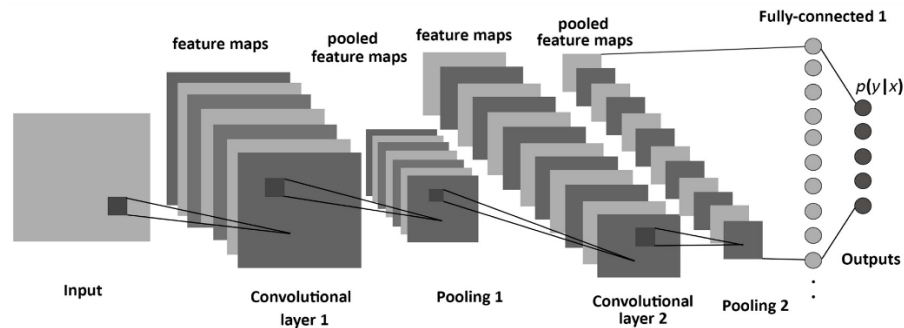 feature maps
pooled
feature maps
feature maps
pooled
feature maps
Fully-connected 1
p(y|x)
Input
Convolutional
layer 1
Pooling 1
Convolutional
layer 2
Pooling 2
Outputs